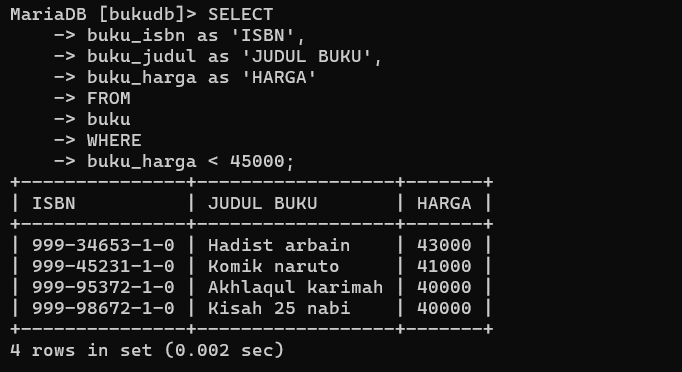 MariaDB [bukudb]> SELECT
    -> buku_isbn as 'ISBN',
    -> buku_judul as 'JUDUL BUKU',
    -> buku_harga as 'HARGA'
    -> FROM
    -> buku
    -> WHERE
    -> buku_harga < 45000;
+---------------+------------------+-------+
| ISBN          | JUDUL BUKU       | HARGA |
+---------------+------------------+-------+
| 999-34653-1-0 | Hadist arbain    | 43000 |
| 999-45231-1-0 | Komik naruto     | 41000 |
| 999-95372-1-0 | Akhlaqul karimah | 40000 |
| 999-98672-1-0 | Kisah 25 nabi    | 40000 |
+---------------+------------------+-------+
4 rows in set (0.002 sec)